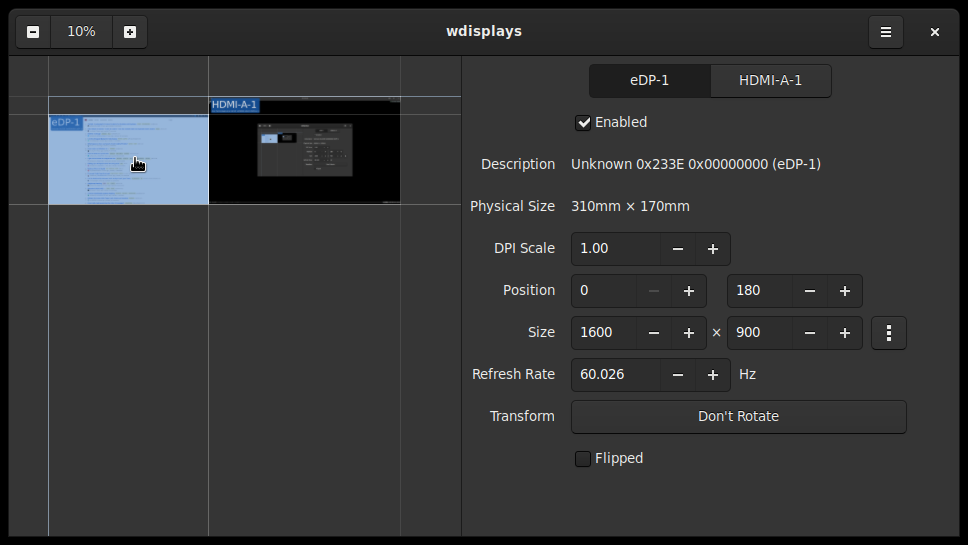 10%
wdisplays
eDP-1
HDMI-A-1
eDP-1
HDMI-A-1
Enabled
Description
Unknown 0x233E 0x00000000 (eDP-1)
Physical Size
310mm × 170mm
DPI Scale
1.00
Position
0
180
Size
1600
×
900
Refresh Rate
60.026
Hz
Transform
Don't Rotate
Flipped